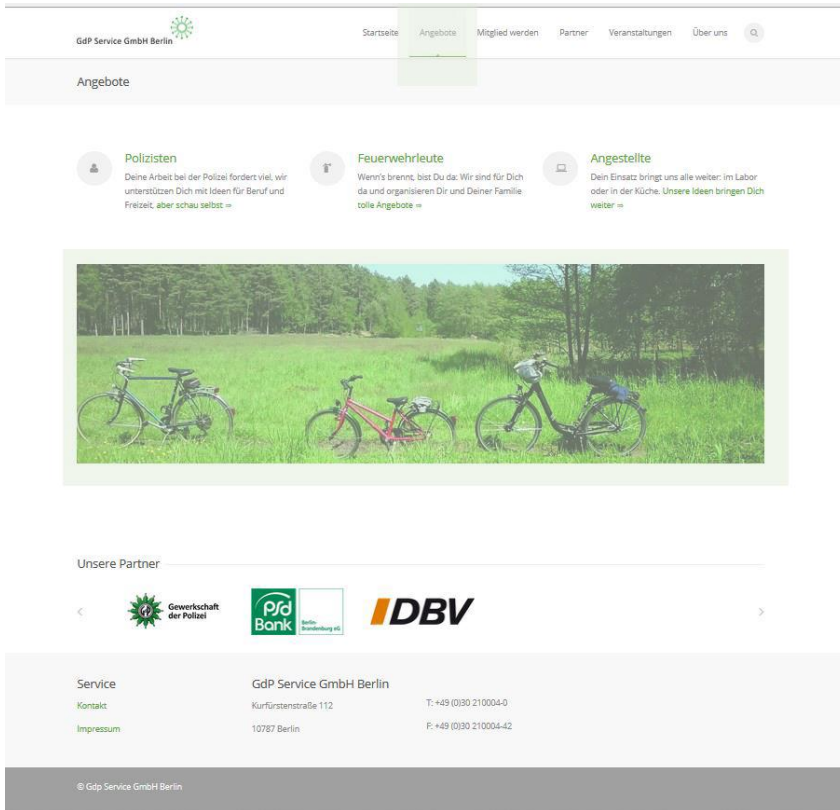 GdP Service GmbH Berlin
Startseite Angebote Mitglied werden Partner Veranstaltungen Über uns
Angebote
Polizisten
Deine Arbeit bei der Polizei fordert viel, wir
unterstützen Dich mit Ideen für Beruf und
Freizeit, aber schau selbst ⇒
Feuerwehrleute
Wenn's brennt, bist Du da: Wir sind für Dich
da und organisieren Dir und Deiner Familie
tolle Angebote ⇒
Angestellte
Dein Einsatz bringt uns alle weiter: im Labor
oder in der Küche. Unsere Ideen bringen Dich
weiter ⇒
Unsere Partner
GdP
Gewerkschaft
der Polizei
PSd
Bank
Berlin-
Brandenburg eG
DBV
Service
Kontakt
Impressum
GdP Service GmbH Berlin
Kurfürstenstraße 112
10787 Berlin
T: +49 (0)30 210004-0
F: +49 (0)30 210004-42
© Gdp Service GmbH Berlin